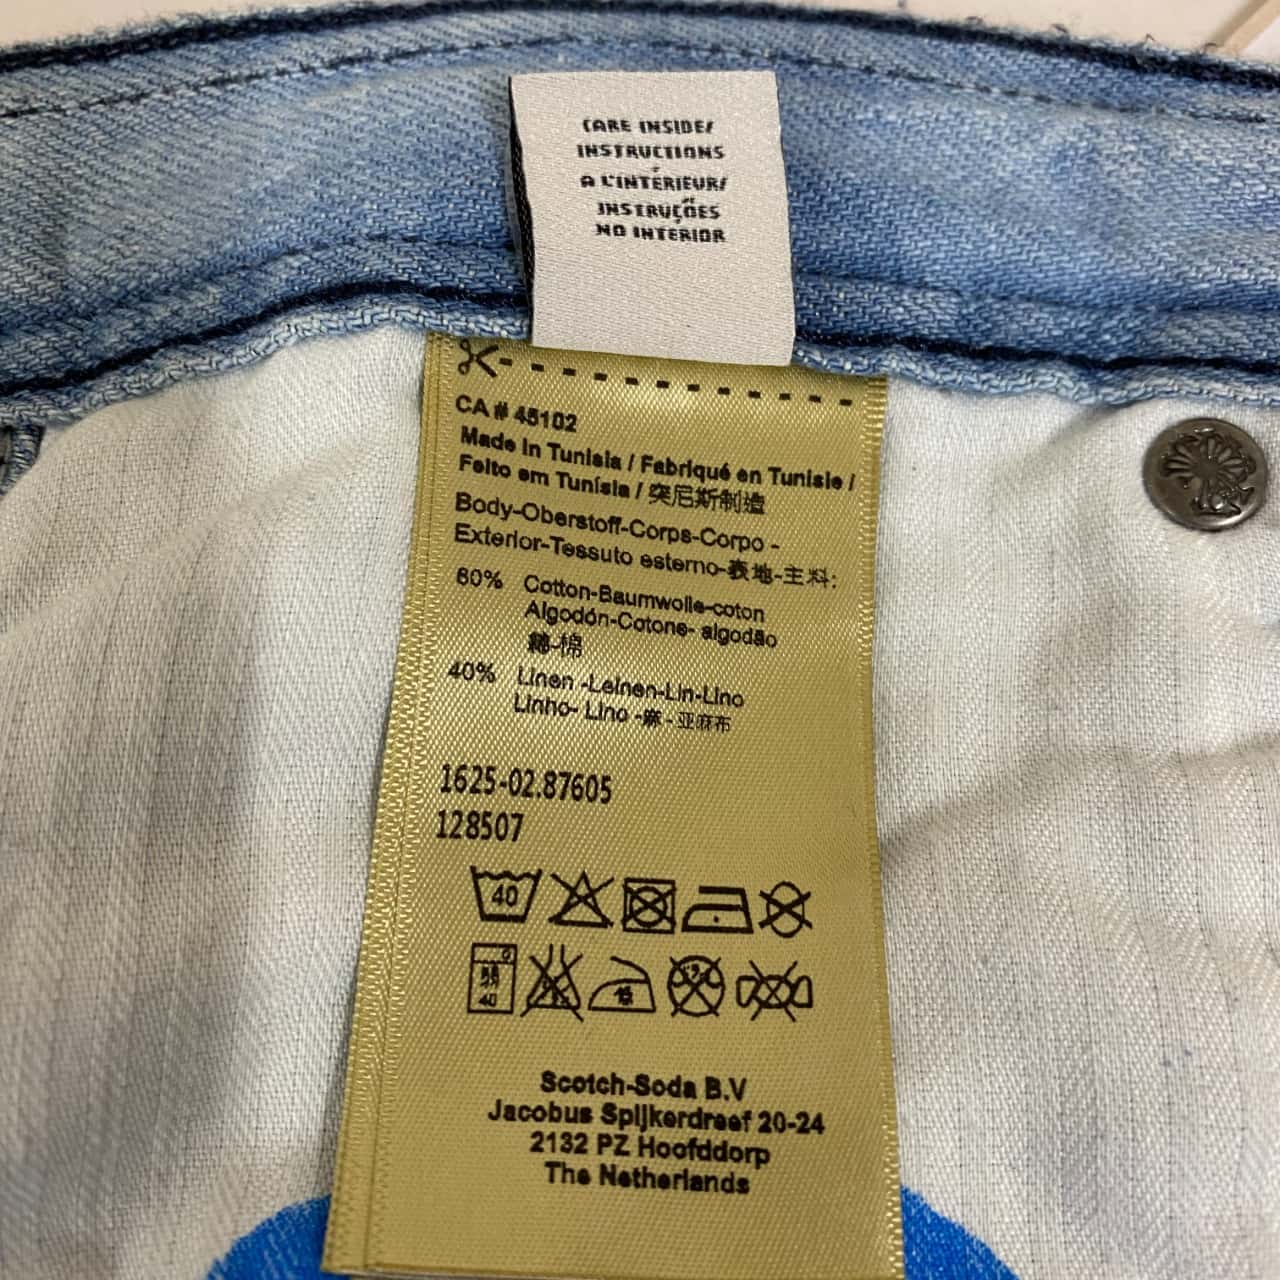 CARE INSIDE/
INSTRUCTIONS
À L'INTÉRIEUR/
INSTRUÇÕES
NO INTERIOR
CA # 45102
Made in Tunisia / Fabriqué en Tunisie /
Feito em Tunísia / 突尼斯制造
Body-Oberstoff-Corps-Corpo -
Exterior-Tessuto esterno-表地-主料:
60% Cotton-Baumwolle-coton
Algodón-Cotone- algodão
-棉
40% Linen -Leinen-Lin-Lino
Linho- Lino -麻 - 亚麻布
1625-02.87605
128507
40
40
Scotch-Soda B.V
Jacobus Spijkerdreef 20-24
2132 PZ Hoofddorp
The Netherlands